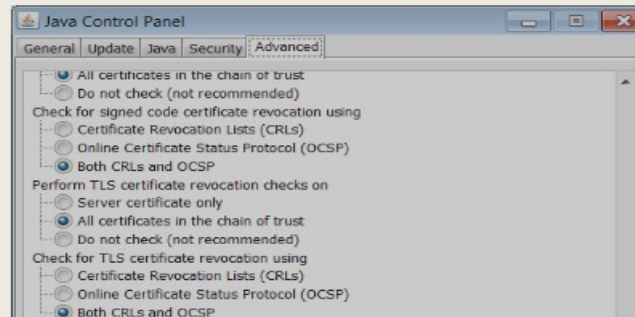 Java Control Panel
General Update Java Security Advanced
All certificates in the chain of trust
Do not check (not recommended)
Check for signed code certificate revocation using
Certificate Revocation Lists (CRLs)
Online Certificate Status Protocol (OCSP)
Both CRLs and OCSP
Perform TLS certificate revocation checks on
Server certificate only
All certificates in the chain of trust
Do not check (not recommended)
Check for TLS certificate revocation using
Certificate Revocation Lists (CRLs)
Online Certificate Status Protocol (OCSP)
Both CRLs and OCSP